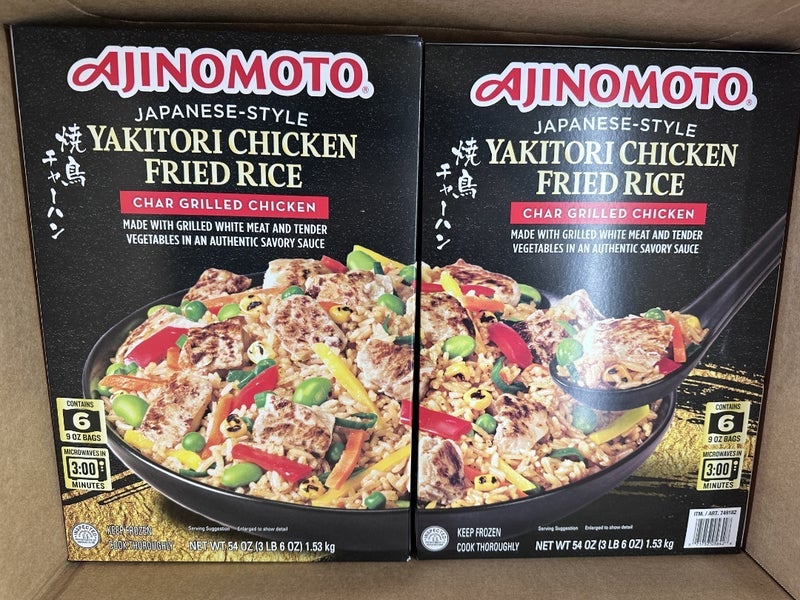 AJINOMOTO®
JAPANESE-STYLE
焼鳥
チャーハン
YAKITORI CHICKEN
FRIED RICE
CHAR GRILLED CHICKEN
MADE WITH GRILLED WHITE MEAT AND TENDER
VEGETABLES IN AN AUTHENTIC SAVORY SAUCE
CONTAINS
6
9 OZ BAGS
MICROWAVES IN
3:00
MINUTES
KEEP FROZEN
COOK THOROUGHLY
Serving Suggestion Enlarged to show detail
NET WT 54 OZ (3 LB 6 OZ) 1.53 kg
AJINOMOTO®
JAPANESE-STYLE
焼鳥
チャーハン
YAKITORI CHICKEN
FRIED RICE
CHAR GRILLED CHICKEN
MADE WITH GRILLED WHITE MEAT AND TENDER
VEGETABLES IN AN AUTHENTIC SAVORY SAUCE
CONTAINS
6
9 OZ BAGS
MICROWAVES IN
3:00
MINUTES
ITM. / ART. 749182
KEEP FROZEN
COOK THOROUGHLY
Serving Suggestion Enlarged to show detail
NET WT 54 OZ (3 LB 6 OZ) 1.53 kg